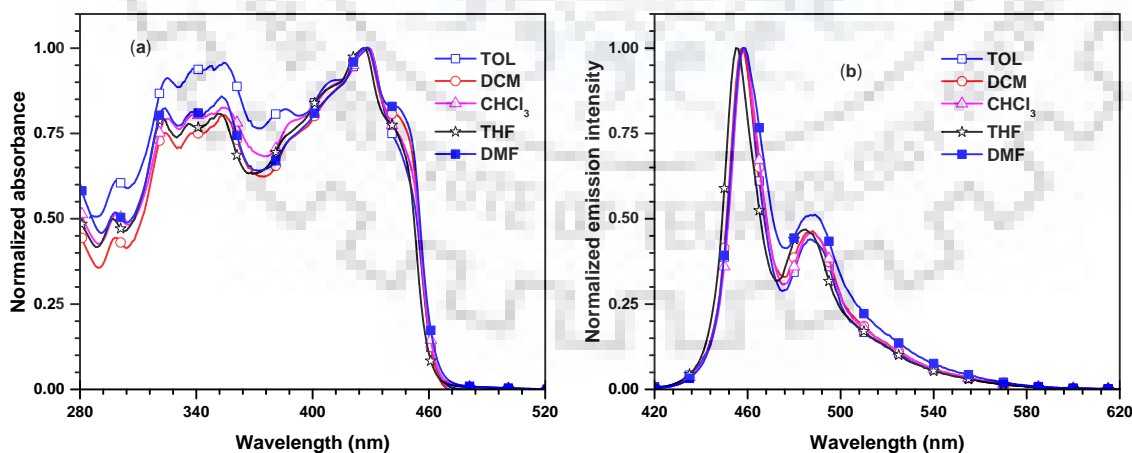 (a)
TOL
DCM
CHCl3
THF
DMF
Normalized absorbance
1.00
0.75
0.50
0.25
0.00
280 340 400 460 520
Wavelength (nm)
(b)
TOL
DCM
CHCl3
THF
DMF
Normalized emission intensity
1.00
0.75
0.50
0.25
0.00
420 460 500 540 580 620
Wavelength (nm)